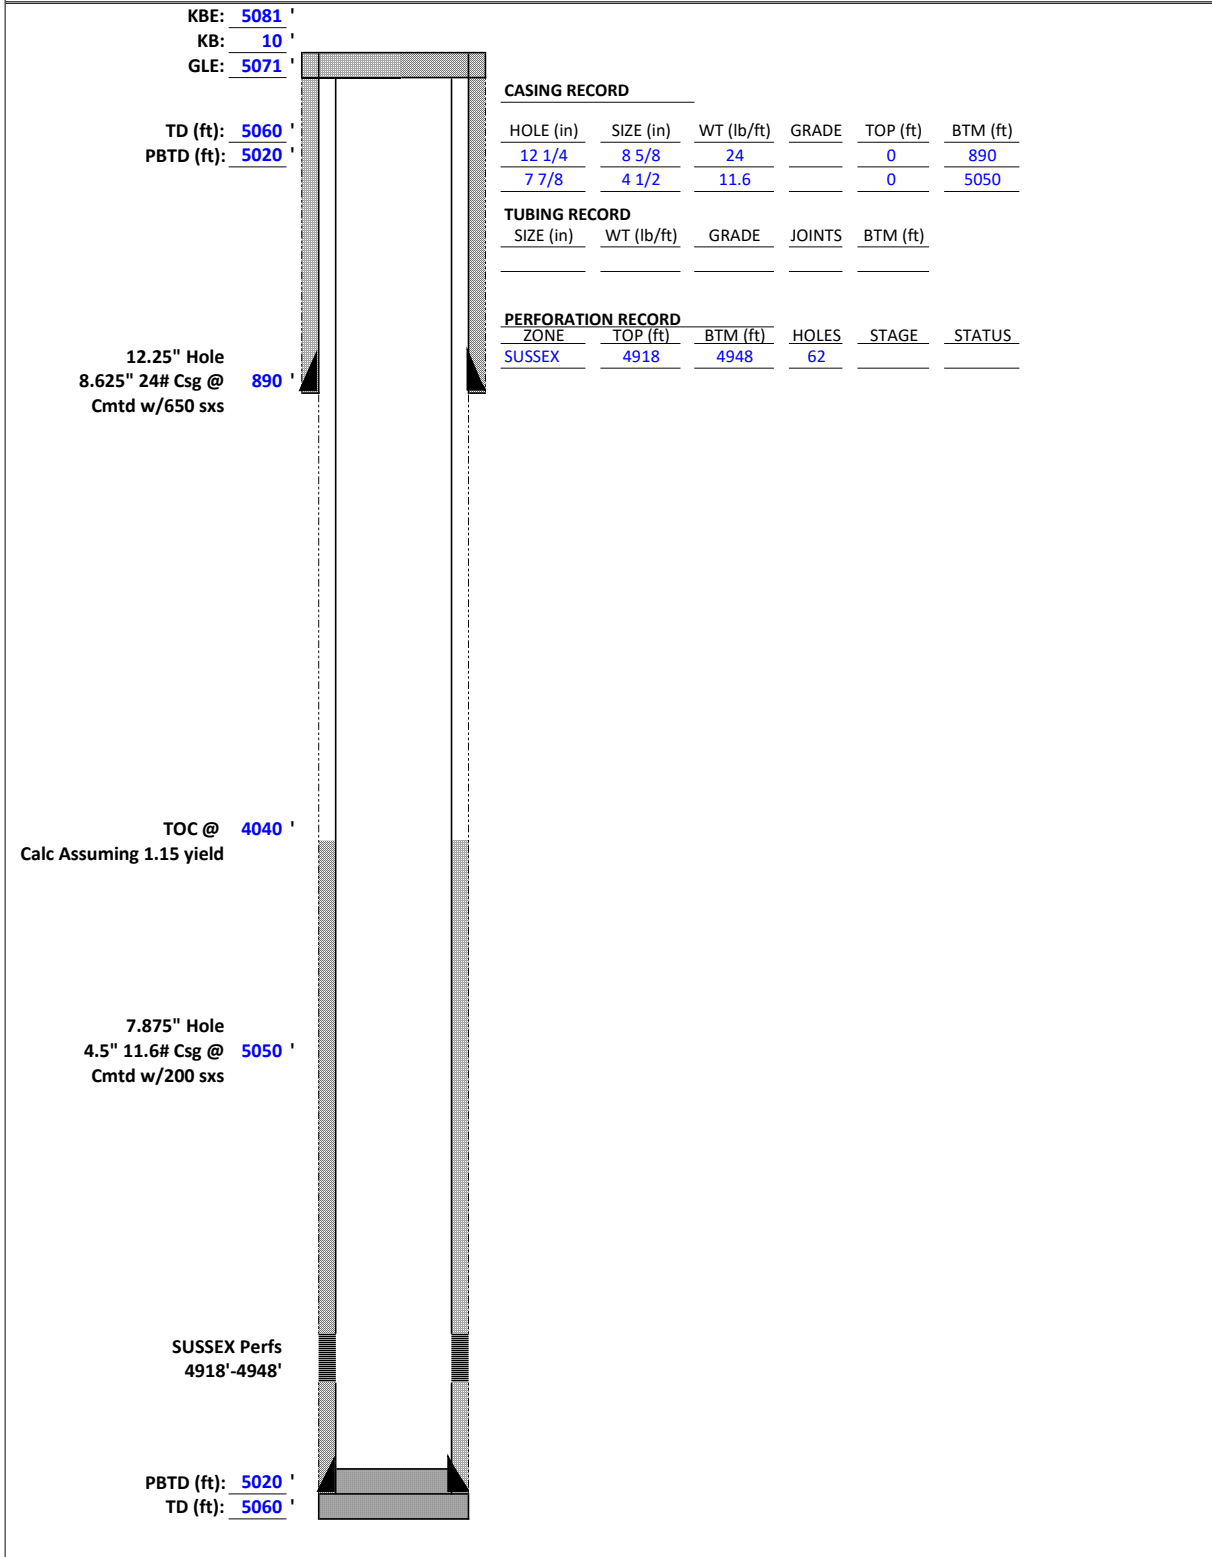 KBE: 5081 '
KB: 10 '
GLE: 5071 '
CASING RECORD
TD (ft): 5060 '
PBTD (ft): 5020 '
HOLE (in) SIZE (in) WT (lb/ft) GRADE TOP (ft) BTM (ft)
12 1/4 8 5/8 24 0 890
7 7/8 4 1/2 11.6 0 5050
TUBING RECORD
SIZE (in) WT (lb/ft) GRADE JOINTS BTM (ft)
PERFORATION RECORD
ZONE TOP (ft) BTM (ft) HOLES STAGE STATUS
SUSSEX 4918 4948 62
12.25" Hole
8.625" 24# Csg @ 890 '
Cmtd w/650 sxs
TOC @ 4040 '
Calc Assuming 1.15 yield
7.875" Hole
4.5" 11.6# Csg @ 5050 '
Cmtd w/200 sxs
SUSSEX Perfs
4918'-4948'
PBTD (ft): 5020 '
TD (ft): 5060 '